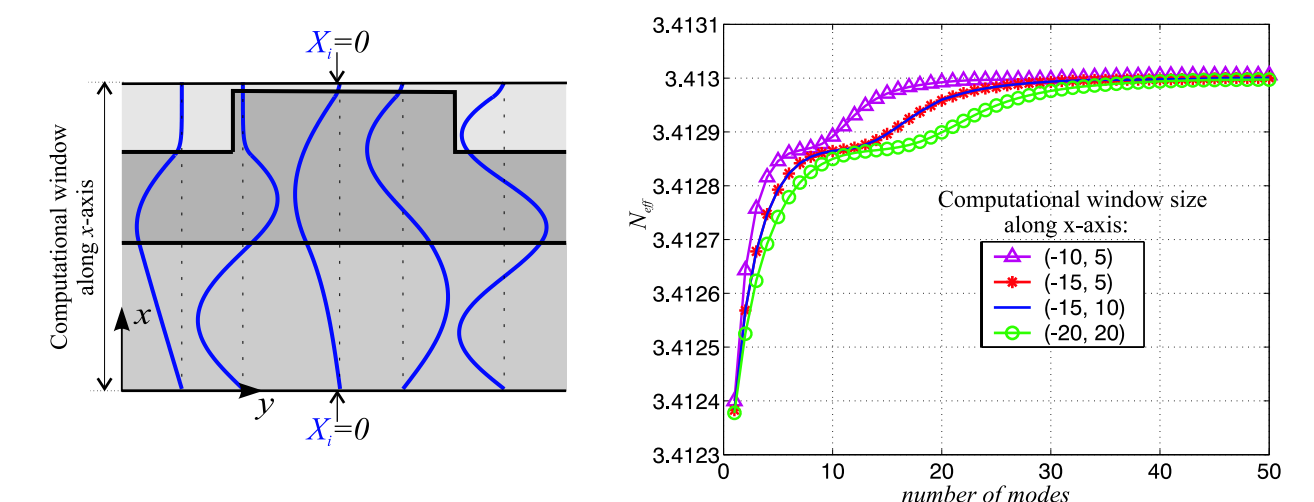 X_i=0
Computational window
along x-axis
x
y
X_i=0
3.4131
3.413
3.4129
3.4128
3.4127
3.4126
3.4125
3.4124
3.4123
N_eff
0
10
20
30
40
50
number of modes
Computational window size
along x-axis:
(-10, 5)
(-15, 5)
(-15, 10)
(-20, 20)